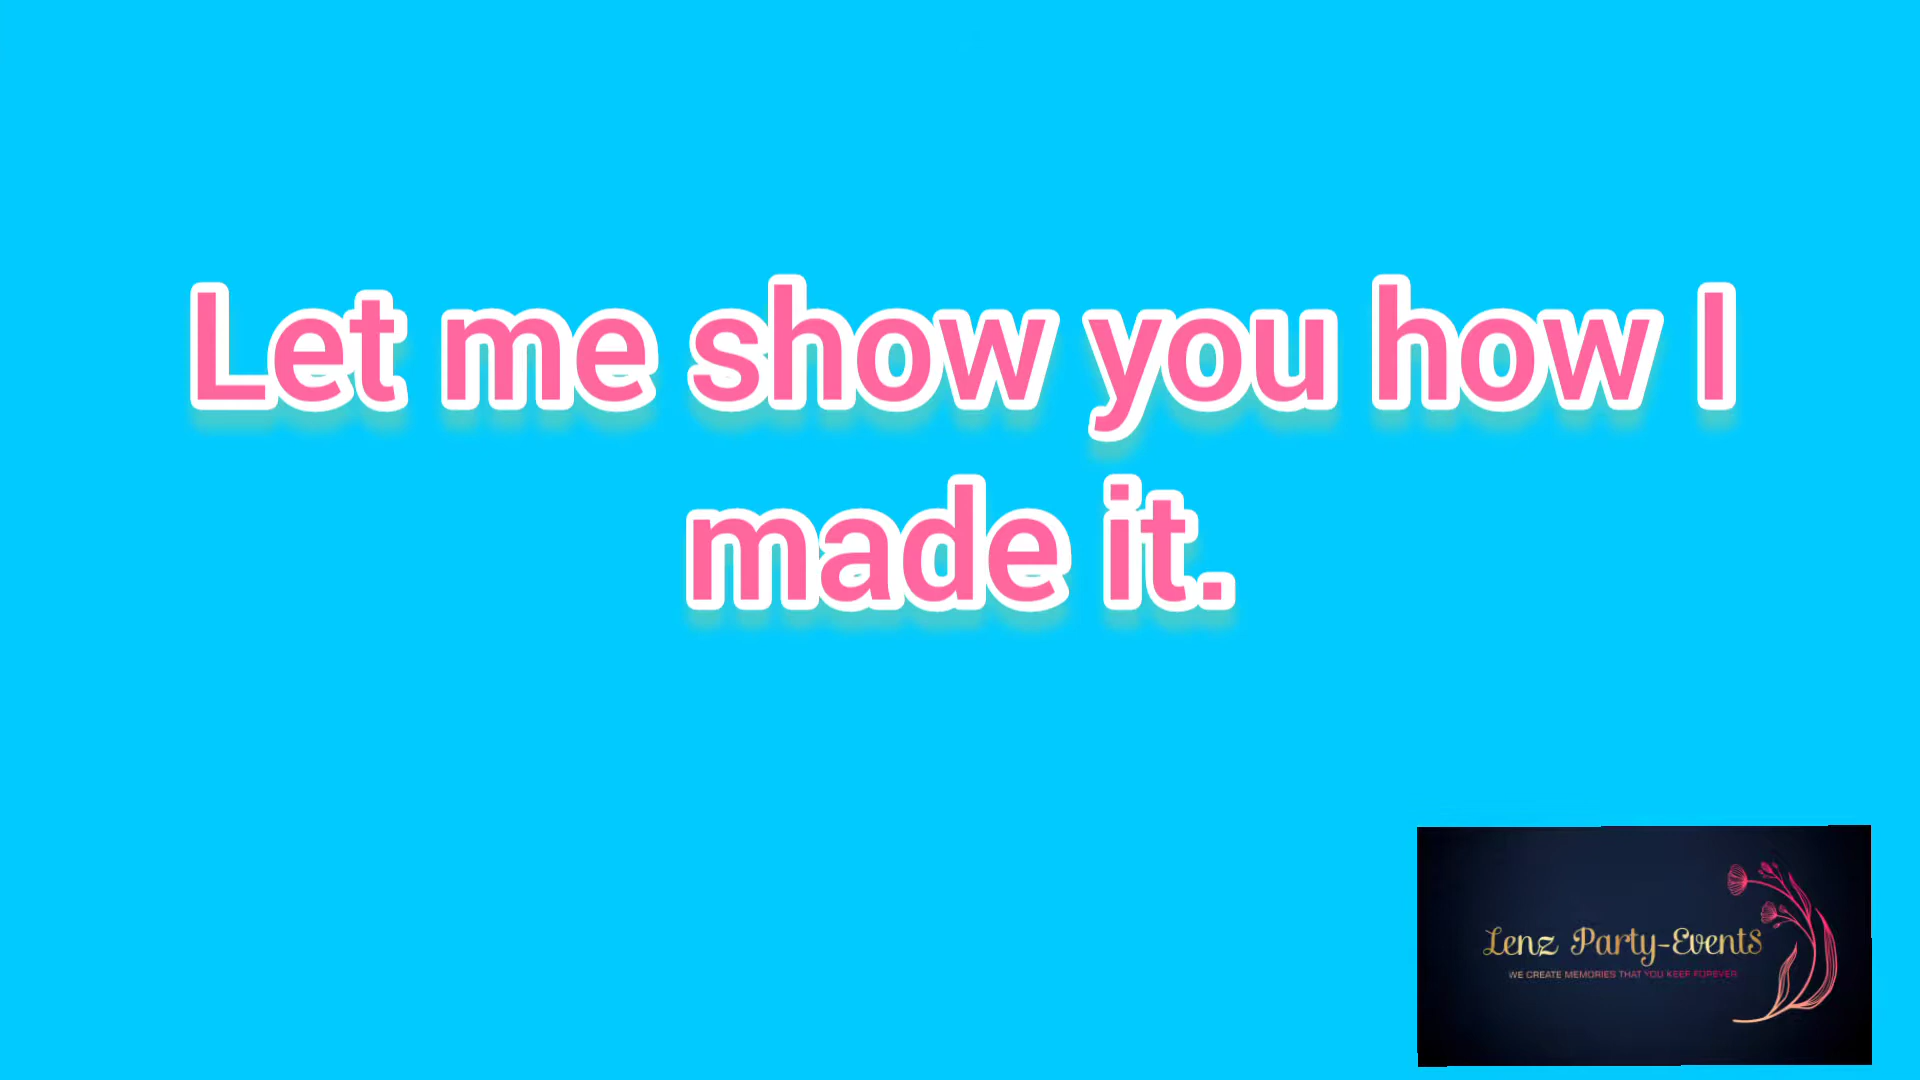 Let me show you how I
made it.
Lenz Party-Events
WE CREATE MEMORIES THAT YOU KEEP FOREVER